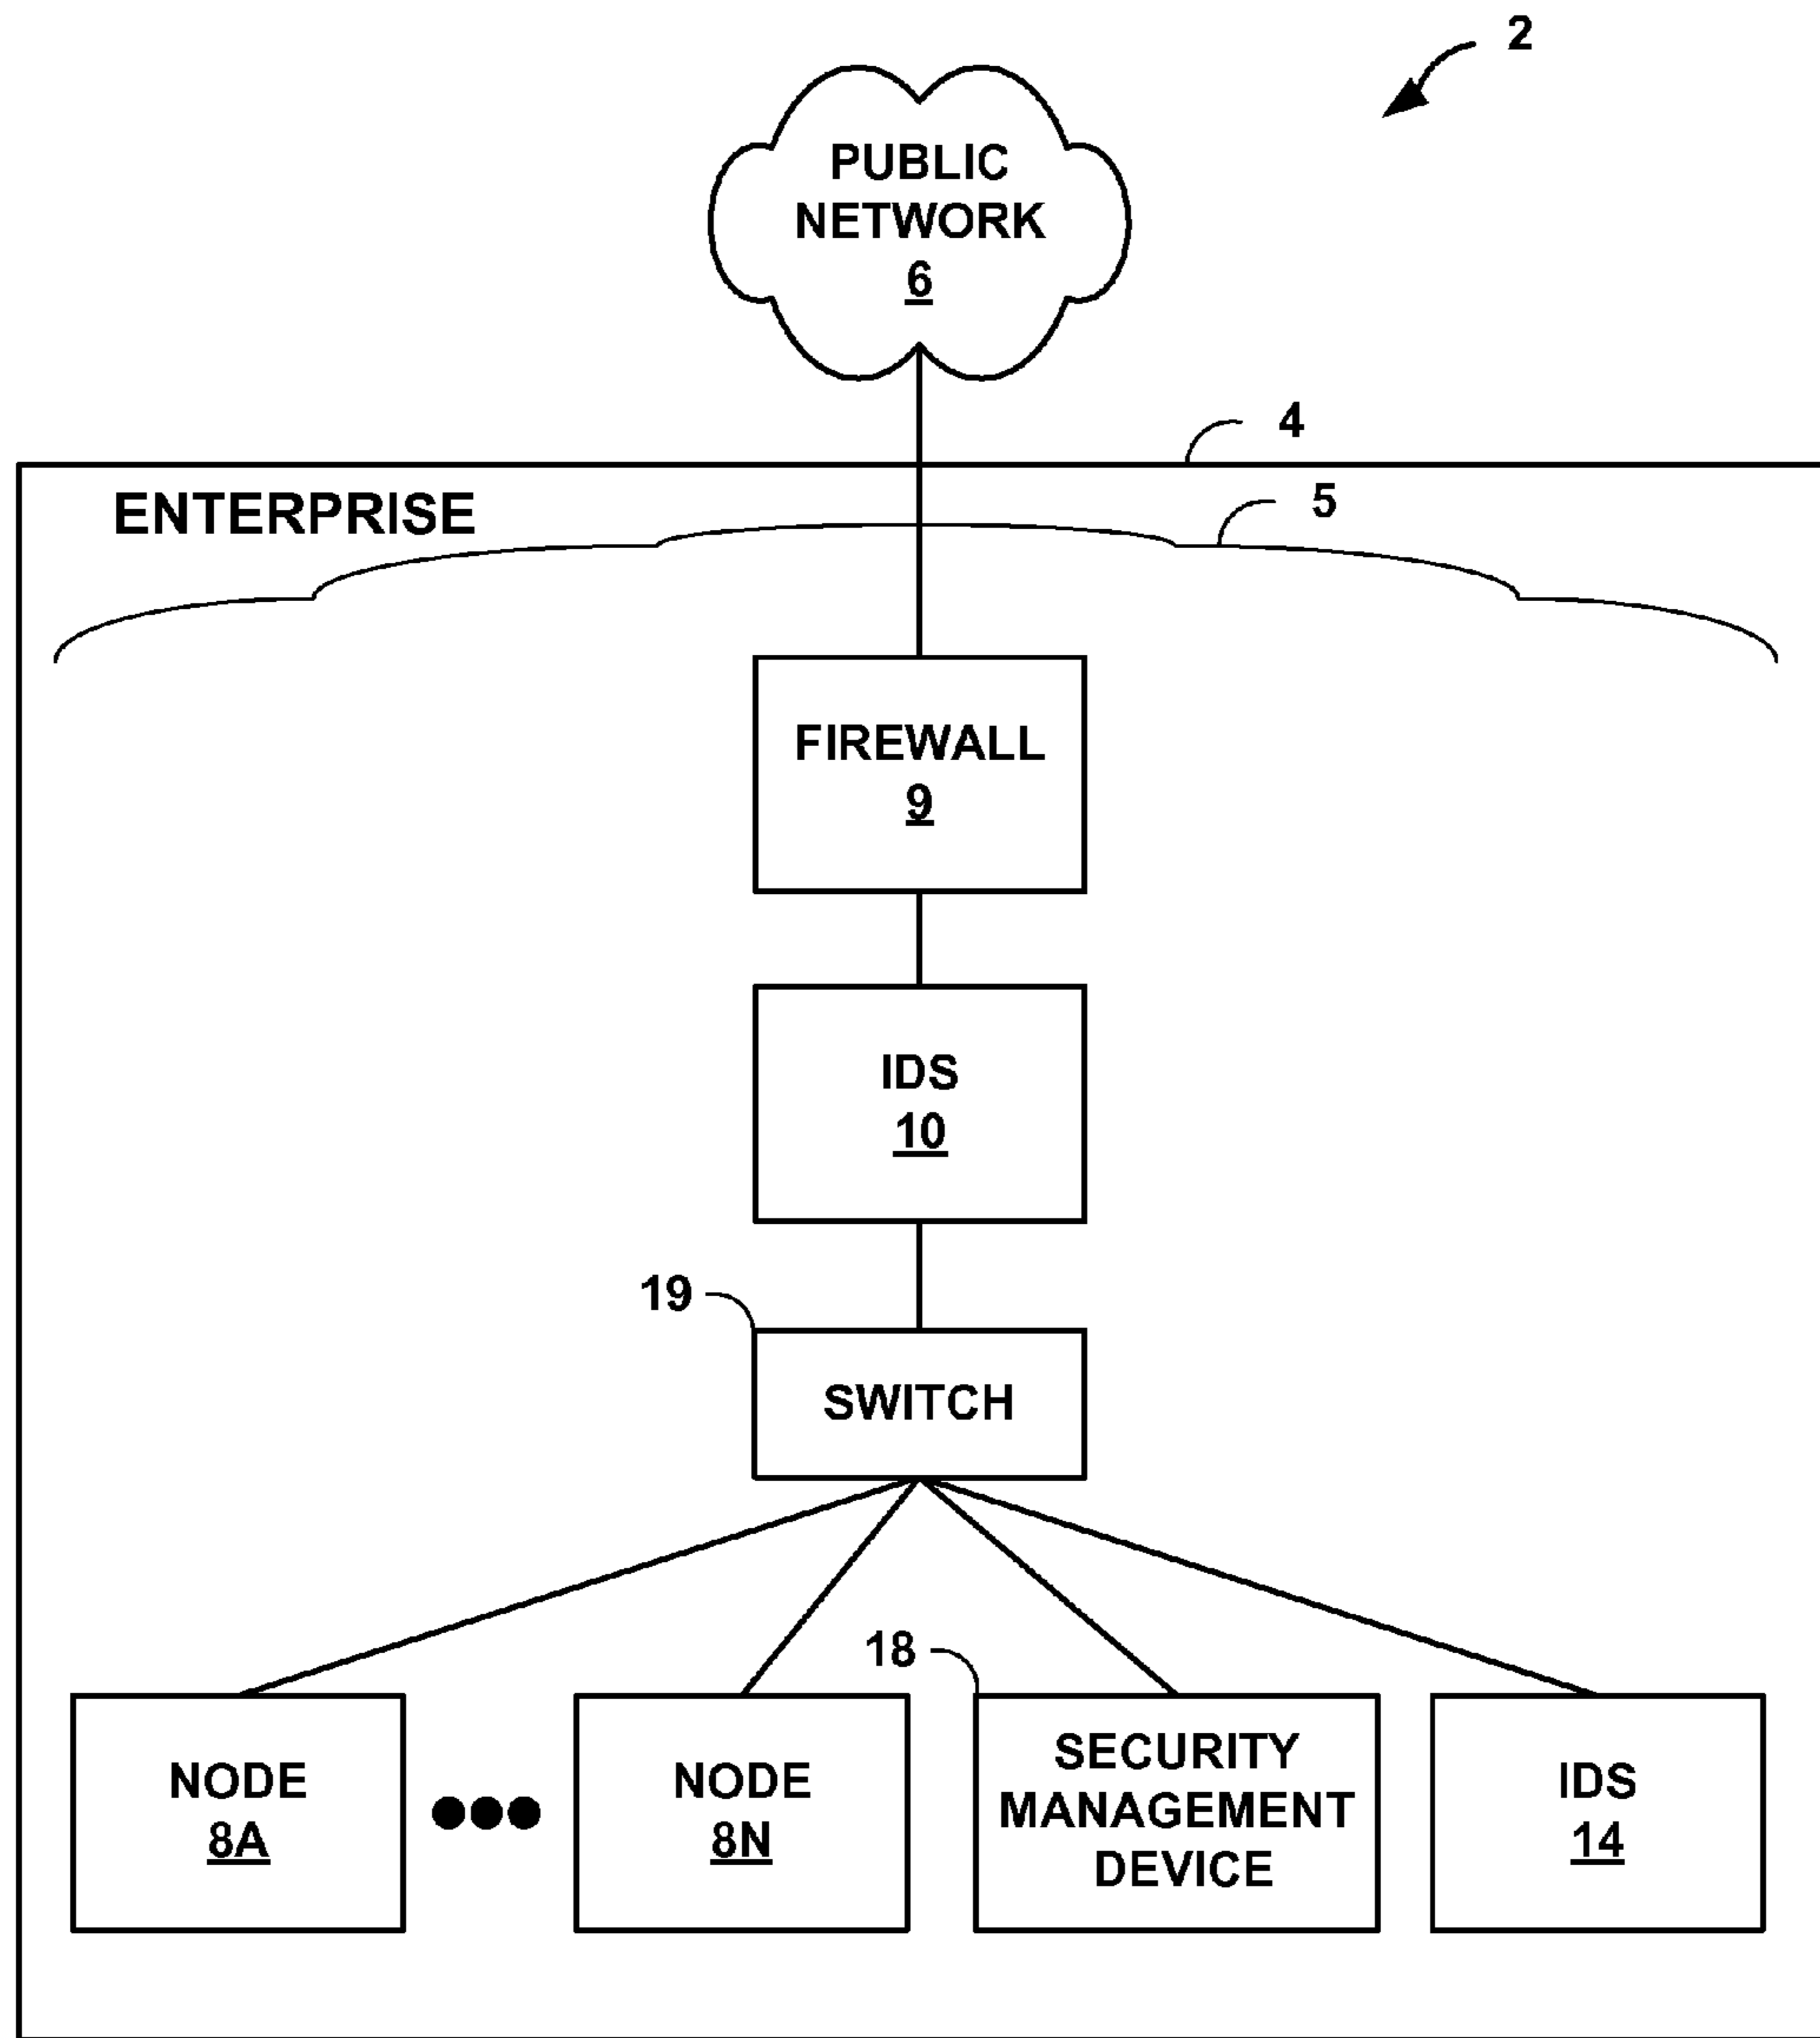 2
PUBLIC
NETWORK
6
4
ENTERPRISE
5
FIREWALL
9
IDS
10
19
SWITCH
18
NODE
8A
NODE
8N
SECURITY
MANAGEMENT
DEVICE
IDS
14